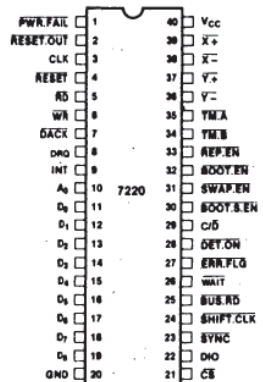 PWR.FAIL 1 40 V_CC
RESET.OUT 2 39 X+
CLK 3 38 X−
RESET 4 37 Y+
RD 5 36 Y−
WR 6 35 TM.A
DACK 7 34 TM.B
DRQ 8 33 REP.EN
INT 9 32 BOOT.EN
A₀ 10 7220 31 SWAP.EN
D₀ 11 30 BOOT.S.EN
D₁ 12 29 C/D̅
D₂ 13 28 DET.ON
D₃ 14 27 ERR.FLG
D₄ 15 26 WAIT
D₅ 16 25 BUS.RD
D₆ 17 24 SHIFT.CLK
D₇ 18 23 SYNC
D₈ 19 22 DIO
GND 20 21 CS